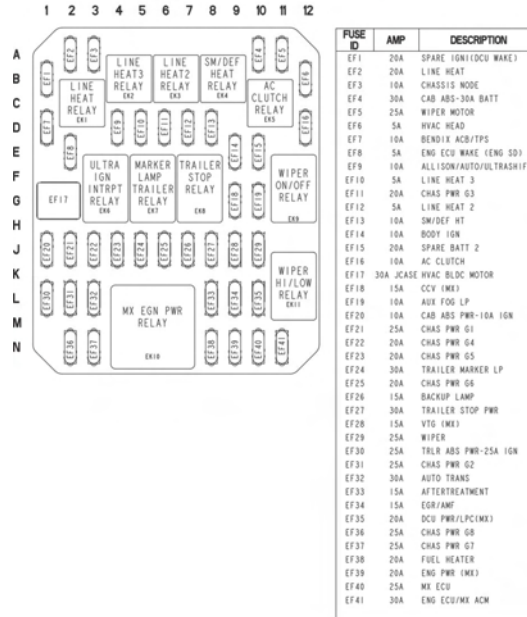 1 2 3 4 5 6 7 8 9 10 11 12
A
B
C
D
E
F
G
H
J
K
L
M
N
EF1
EF2
EF3
LINE HEAT3 RELAY EK2
LINE HEAT2 RELAY EK3
SM/DEF HEAT RELAY EK4
EF4
EF5
EF6
LINE HEAT RELAY EK1
AC CLUTCH RELAY EK5
EF7
EF8
EF9
EF10
EF11
EF12
EF13
EF14
EF15
EF16
EF17
ULTRA IGN INTRPT RELAY EK6
MARKER LAMP TRAILER RELAY EK7
TRAILER STOP RELAY EK8
EF18
EF19
WIPER ON/OFF RELAY EK9
EF20
EF21
EF22
EF23
EF24
EF25
EF26
EF27
EF28
EF29
EF30
EF31
EF32
MX EGN PWR RELAY EK10
EF33
EF34
EF35
WIPER HI/LOW RELAY EK11
EF36
EF37
EF38
EF39
EF40
EF41
FUSE ID AMP DESCRIPTION
EF1 20A SPARE IGNI(DCU WAKE)
EF2 20A LINE HEAT
EF3 10A CHASSIS NODE
EF4 30A CAB ABS-30A BATT
EF5 25A WIPER MOTOR
EF6 5A HVAC HEAD
EF7 10A BENDIX ACB/TPS
EF8 5A ENG ECU WAKE (ENG SD)
EF9 10A ALLISON/AUTO/ULTRASHIF
EF10 5A LINE HEAT 3
EF11 20A CHAS PWR G3
EF12 5A LINE HEAT 2
EF13 10A SM/DEF HT
EF14 10A BODY IGN
EF15 20A SPARE BATT 2
EF16 10A AC CLUTCH
EF17 30A JCASE HVAC BLDC MOTOR
EF18 15A CCV (MX)
EF19 10A AUX FOG LP
EF20 10A CAB ABS PWR-10A IGN
EF21 25A CHAS PWR G1
EF22 20A CHAS PWR G4
EF23 20A CHAS PWR G5
EF24 30A TRAILER MARKER LP
EF25 20A CHAS PWR G6
EF26 15A BACKUP LAMP
EF27 30A TRAILER STOP PWR
EF28 15A VTG (MX)
EF29 25A WIPER
EF30 25A TRLR ABS PWR-25A IGN
EF31 25A CHAS PWR G2
EF32 30A AUTO TRANS
EF33 15A AFTERTREATMENT
EF34 15A EGR/AMF
EF35 20A DCU PWR/LPC(MX)
EF36 25A CHAS PWR G8
EF37 25A CHAS PWR G7
EF38 20A FUEL HEATER
EF39 20A ENG PWR (MX)
EF40 25A MX ECU
EF41 30A ENG ECU/MX ACM